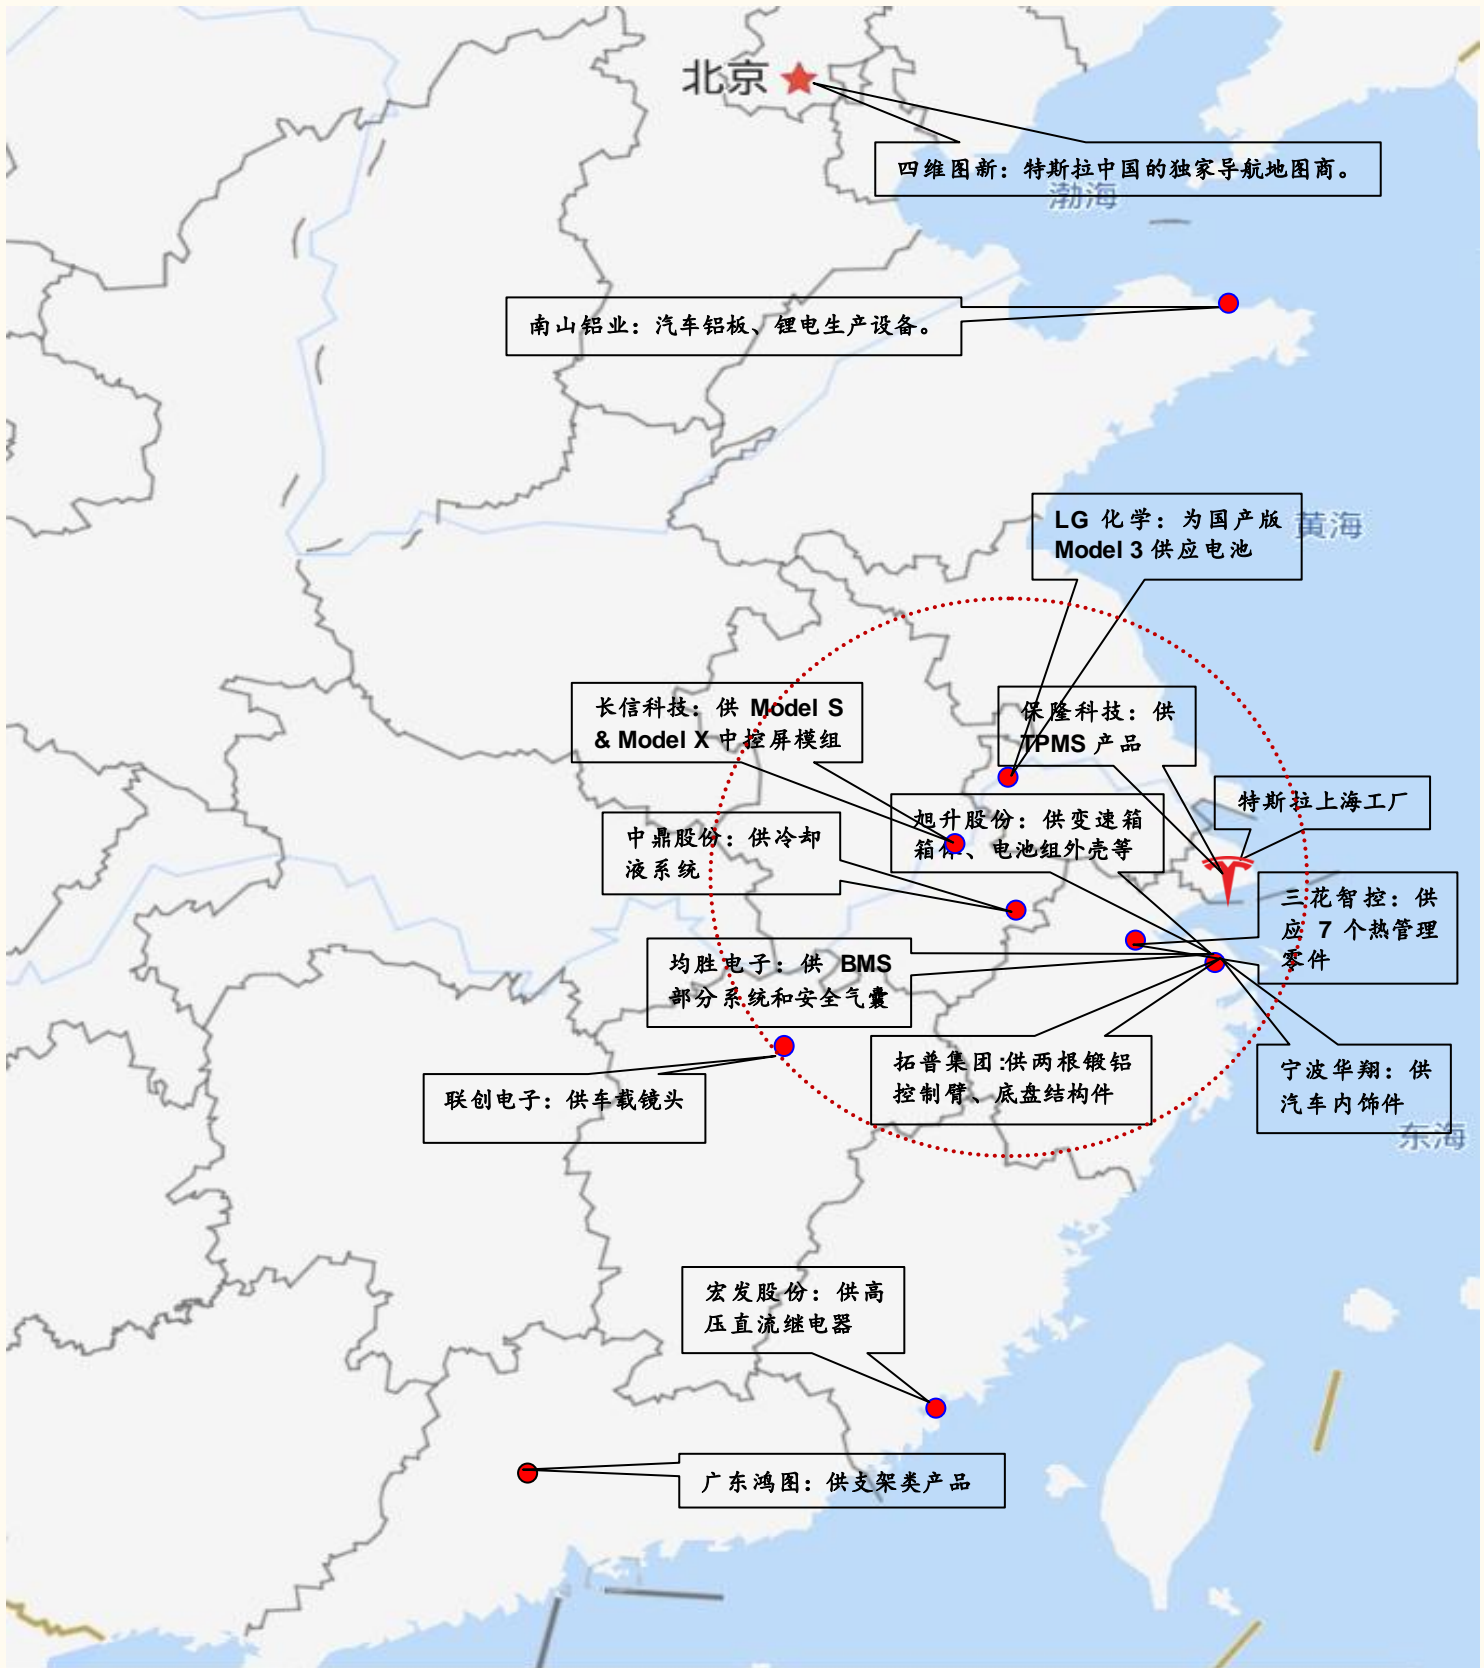 北京
四维图新：特斯拉中国的独家导航地图商。
渤海
南山铝业：汽车铝板、锂电生产设备。
LG 化学：为国产版
Model 3 供应电池
黄海
长信科技：供 Model S
& Model X 中控屏模组
保隆科技：供
TPMS 产品
特斯拉上海工厂
旭升股份：供变速箱
箱体、电池组外壳等
中鼎股份：供冷却
液系统
三花智控：供
应 7 个热管理
零件
均胜电子：供 BMS
部分系统和安全气囊
拓普集团:供两根锻铝
控制臂、底盘结构件
宁波华翔：供
汽车内饰件
联创电子：供车载镜头
东海
宏发股份：供高
压直流继电器
广东鸿图：供支架类产品